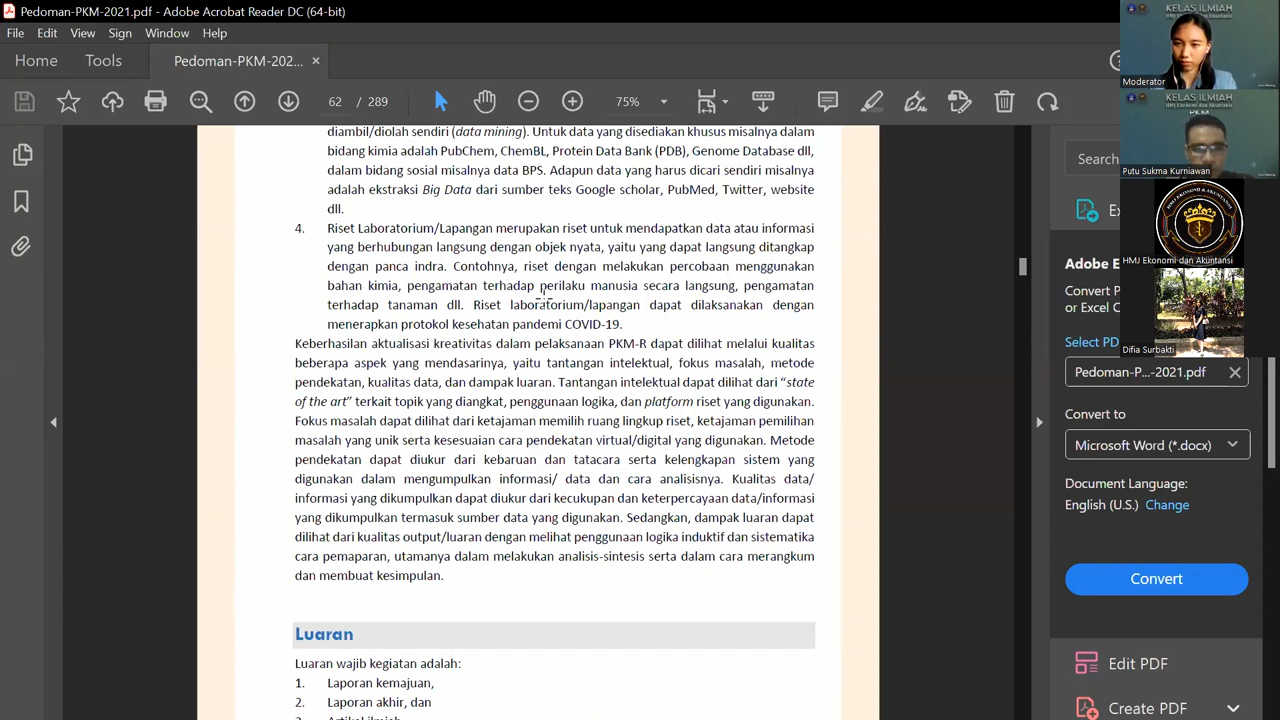 Pedoman-PKM-2021.pdf - Adobe Acrobat Reader DC (64-bit)
File Edit View Sign Window Help
Home Tools Pedoman-PKM-202... ×
62 / 289 75%
diambil/diolah sendiri (data mining). Untuk data yang disediakan khusus misalnya dalam
bidang kimia adalah PubChem, ChemBL, Protein Data Bank (PDB), Genome Database dll,
dalam bidang sosial misalnya data BPS. Adapun data yang harus dicari sendiri misalnya
adalah ekstraksi Big Data dari sumber teks Google scholar, PubMed, Twitter, website
dll.
4. Riset Laboratorium/Lapangan merupakan riset untuk mendapatkan data atau informasi
yang berhubungan langsung dengan objek nyata, yaitu yang dapat langsung ditangkap
dengan panca indra. Contohnya, riset dengan melakukan percobaan menggunakan
bahan kimia, pengamatan terhadap perilaku manusia secara langsung, pengamatan
terhadap tanaman dll. Riset laboratorium/lapangan dapat dilaksanakan dengan
menerapkan protokol kesehatan pandemi COVID-19.
Keberhasilan aktualisasi kreativitas dalam pelaksanaan PKM-R dapat dilihat melalui kualitas
beberapa aspek yang mendasarinya, yaitu tantangan intelektual, fokus masalah, metode
pendekatan, kualitas data, dan dampak luaran. Tantangan intelektual dapat dilihat dari “state
of the art” terkait topik yang diangkat, penggunaan logika, dan platform riset yang digunakan.
Fokus masalah dapat dilihat dari ketajaman memilih ruang lingkup riset, ketajaman pemilihan
masalah yang unik serta kesesuaian cara pendekatan virtual/digital yang digunakan. Metode
pendekatan dapat diukur dari kebaruan dan tatacara serta kelengkapan sistem yang
digunakan dalam mengumpulkan informasi/ data dan cara analisisnya. Kualitas data/
informasi yang dikumpulkan dapat diukur dari kecukupan dan keterpercayaan data/informasi
yang dikumpulkan termasuk sumber data yang digunakan. Sedangkan, dampak luaran dapat
dilihat dari kualitas output/luaran dengan melihat penggunaan logika induktif dan sistematika
cara pemaparan, utamanya dalam melakukan analisis-sintesis serta dalam cara merangkum
dan membuat kesimpulan.
Luaran
Luaran wajib kegiatan adalah:
1. Laporan kemajuan,
2. Laporan akhir, dan
3. Artikel ilmiah
Search
Ex
Adobe E
Convert P
or Excel O
Select PD
Pedoman-P...-2021.pdf
Convert to
Microsoft Word (*.docx)
Document Language:
English (U.S.) Change
Convert
Edit PDF
Create PDF
KELAS ILMIAH
HMJ Ekonomi dan Akuntansi
Moderator
KELAS ILMIAH
PKM
Putu Sukma Kurniawan
HMJ EKONOMI & AKUNTANSI
HMJ Ekonomi dan Akuntansi
Difia Surbakti